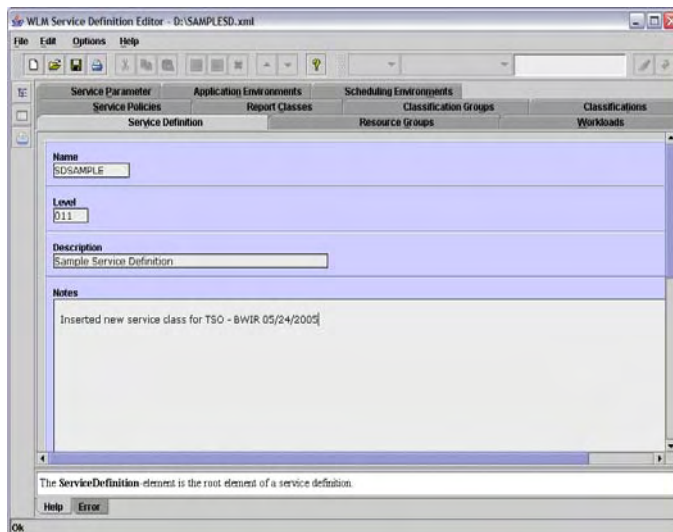 WLM Service Definition Editor - D:\SAMPLESD.xml
File Edit Options Help
Service Parameter Application Environments Scheduling Environments
Service Policies Report Classes Classification Groups Classifications
Service Definition Resource Groups Workloads
Name
SDSAMPLE
Level
011
Description
Sample Service Definition
Notes
Inserted new service class for TSO - BWIR 05/24/2005
The ServiceDefinition-element is the root element of a service definition.
Help Error
Ok